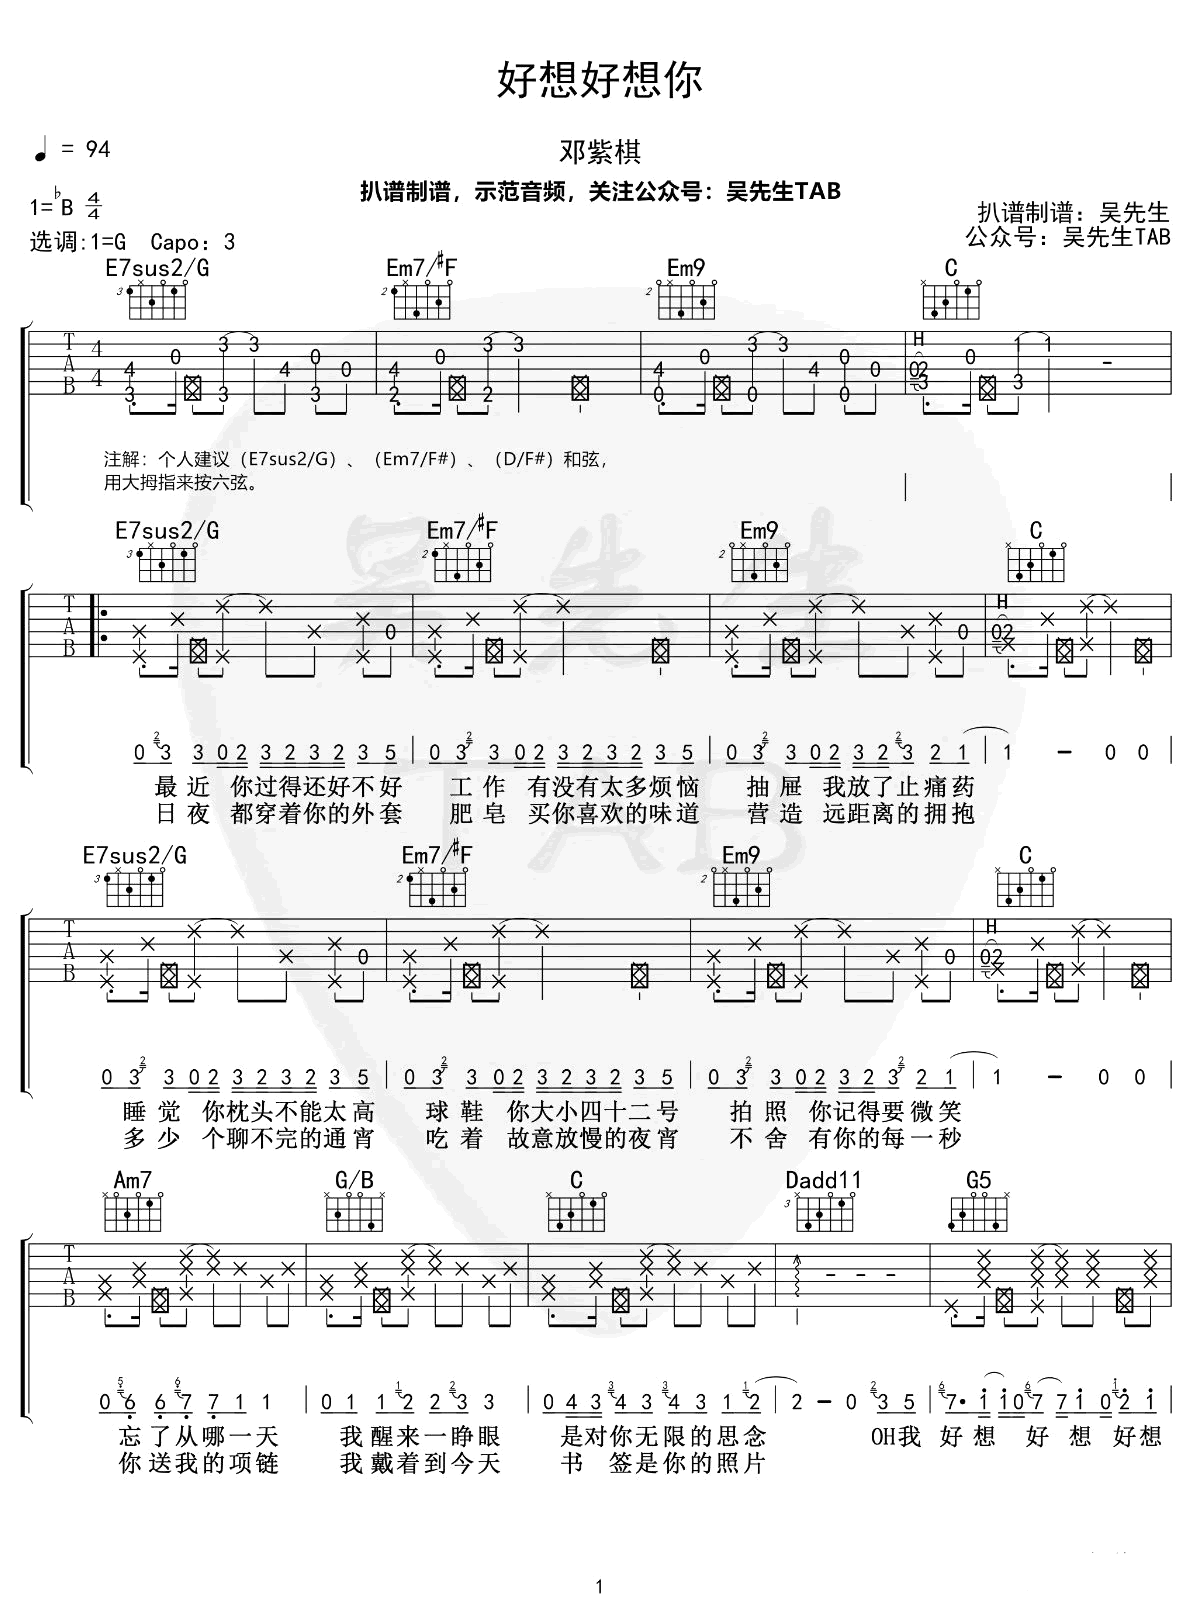 好想好想你
♩ = 94
邓紫棋
扒谱制谱，示范音频，关注公众号：吴先生TAB
1=♭B 4/4
扒谱制谱：吴先生
选调:1=G Capo：3
公众号：吴先生TAB
E7sus2/G Em7/#F Em9 C
注解：个人建议（E7sus2/G）、（Em7/F#）、（D/F#）和弦，
用大拇指来按六弦。
E7sus2/G Em7/#F Em9 C
0 3 3 0 2 3 2 3 2 3 5 | 0 3 3 0 2 3 2 3 2 3 5 | 0 3 3 0 2 3 2 3 2 1 | 1 - 0 0
最近 你过得还好不好 工作 有没有太多烦恼 抽屉 我放了止痛药
日夜 都穿着你的外套 肥皂 买你喜欢的味道 营造 远距离的拥抱
E7sus2/G Em7/#F Em9 C
0 3 3 0 2 3 2 3 2 3 5 | 0 3 3 0 2 3 2 3 2 3 5 | 0 3 3 0 2 3 2 3 2 1 | 1 - 0 0
睡觉 你枕头不能太高 球鞋 你大小四十二号 拍照 你记得要微笑
多少 个聊不完的通宵 吃着 故意放慢的夜宵 不舍 有你的每一秒
Am7 G/B C Dadd11 G5
0 6 6 7 7 1 1 | 0 1 1 2 2 3 3 | 0 4 3 4 3 4 3 1 2 | 2 - 0 3 5 | 7· 1 1 0 7 7 1 0 2 1
忘了从哪一天 我醒来一睁眼 是对你无限的思念 OH我 好想 好想好想
你送我的项链 我戴着到今天 书签是你的照片
1